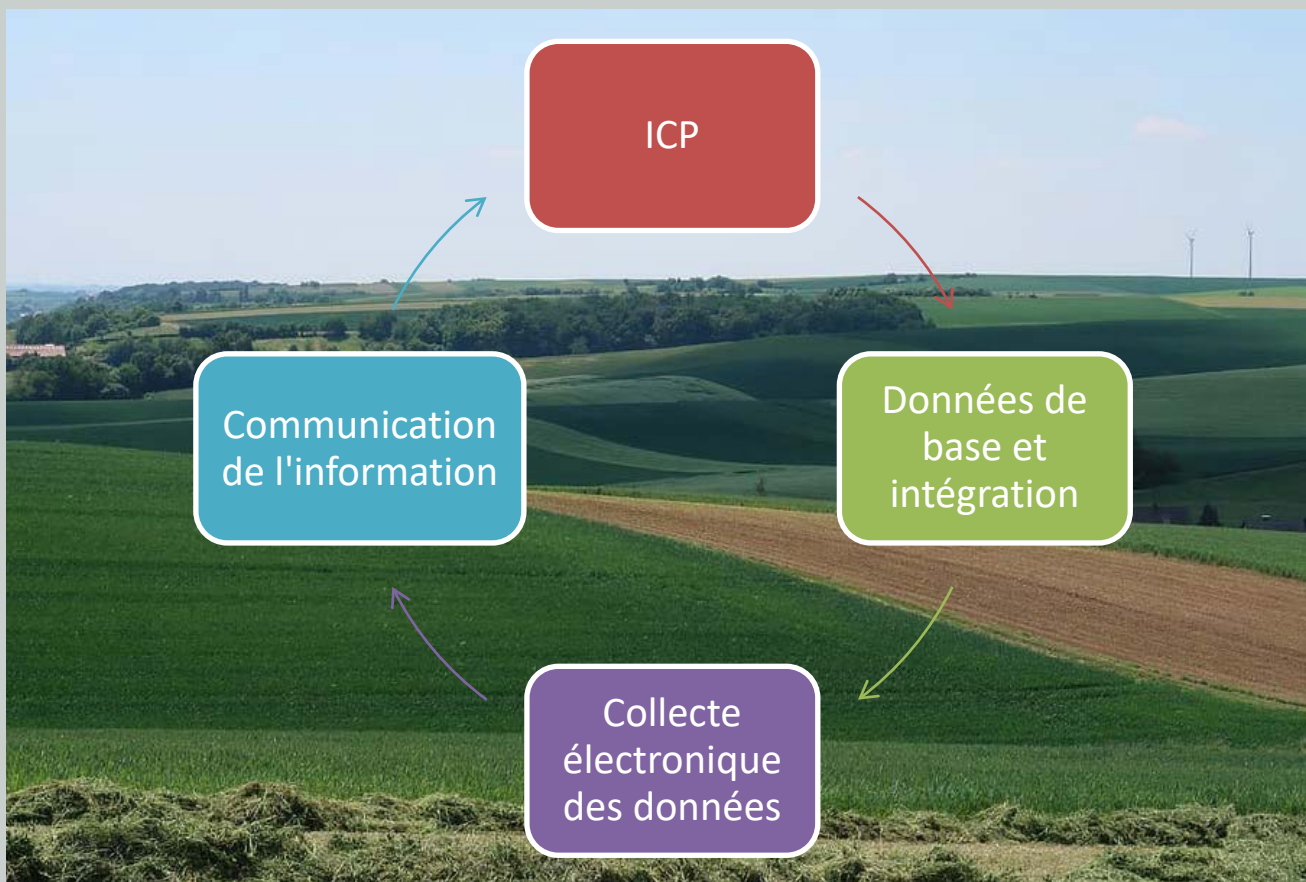 ICP
Données de
base et
intégration
Collecte
électronique
des données
Communication
de l'information